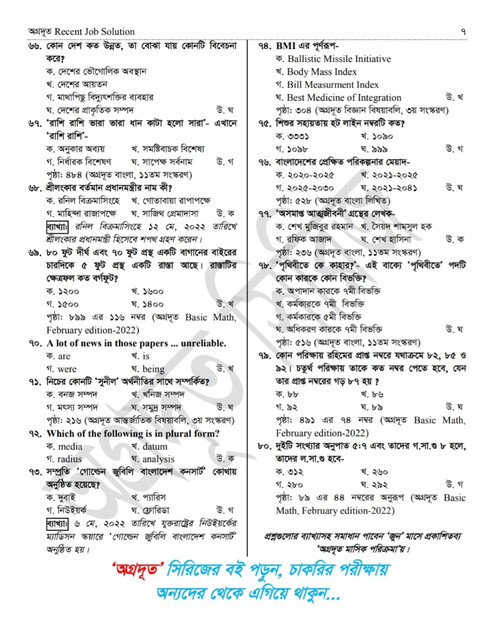 অগ্রদূত Recent Job Solution
৭
৬৬. কোন দেশ কত উন্নত, তা বোঝা যায় কোনটি বিবেচনা
করে?
ক. দেশের ভৌগোলিক অবস্থান
খ. দেশের আয়তন
গ. মাথাপিছু বিদ্যুৎশক্তির ব্যবহার
ঘ. দেশের প্রাকৃতিক সম্পদ উ. ঘ
৬৭. 'রাশি রাশি ভারা ভারা ধান কাটা হলো সারা'- এখানে
'রাশি রাশি'-
ক. অনুকার অব্যয় খ. সমষ্টিবাচক বিশেষ্য
গ. নির্ধারক বিশেষণ ঘ. সাপেক্ষ সর্বনাম উ. গ
পৃষ্ঠা: ৪৮৪ (অগ্রদূত বাংলা, ১১তম সংস্করণ)
৬৮. শ্রীলংকার বর্তমান প্রধানমন্ত্রীর নাম কী?
ক. রনিল বিক্রমাসিংহে খ. গোতাবায়া রাপাপক্ষে
গ. মাহিন্দা রাজাপক্ষে ঘ. সাজিথ প্রেমাদাসা উ. ক
ব্যাখ্যা: রনিল বিক্রমাসিংহে ১২ মে, ২০২২ তারিখে
শ্রীলংকার প্রধানমন্ত্রী হিসেবে শপথ গ্রহণ করেন।
৬৯. ৮০ ফুট দীর্ঘ এবং ৭০ ফুট প্রস্থ একটি বাগানের বাইরের
চারদিকে ৫ ফুট প্রস্থ একটি রাস্তা আছে। রাস্তাটির
ক্ষেত্রফল কত বর্গফুট?
ক. ১২০০ খ. ১৬০০
গ. ১৫০০ ঘ. ১৪০০ উ. খ
পৃষ্ঠা: ৮৯৯ এর ১১৬ নম্বর (অগ্রদূত Basic Math,
February edition-2022)
৭০. A lot of news in those papers ... unreliable.
ক. are খ. is
গ. were ঘ. being উ. খ
৭১. নিচের কোনটি 'সুনীল' অর্থনীতির সাথে সম্পর্কিত?
ক. বনজ সম্পদ খ. খনিজ সম্পদ
গ. মৎস্য সম্পদ ঘ. সমুদ্র সম্পদ উ. ঘ
পৃষ্ঠা: ২১৬ (অগ্রদূত আন্তর্জাতিক বিষয়াবলি, ৩য় সংস্করণ)
৭২. Which of the following is in plural form?
ক. media খ. datum
গ. radius ঘ. analysis উ. ক
৭৩. সম্প্রতি 'গোল্ডেন জুবিলি বাংলাদেশ কনসার্ট' কোথায়
অনুষ্ঠিত হয়েছে?
ক. দুবাই খ. প্যারিস
গ. নিউইয়র্ক ঘ. ফ্লোরিডা উ. গ
ব্যাখ্যা: ৬ মে, ২০২২ তারিখে যুক্তরাষ্ট্রের নিউইয়র্কের
ম্যাডিসন স্কয়ারে 'গোল্ডেন জুবিলি বাংলাদেশ কনসার্ট'
অনুষ্ঠিত হয়।
৭৪. BMI এর পূর্ণরূপ-
ক. Ballistic Missile Initiative
খ. Body Mass Index
গ. Bill Measurment Index
ঘ. Best Medicine of Integration উ. খ
পৃষ্ঠা: ৩০৪ (অগ্রদূত বিজ্ঞান বিষয়াবলি, ৩য় সংস্করণ)
৭৫. শিশুর সহায়তায় হট লাইন নম্বরটি কত?
ক. ৩৩৩১ খ. ১০৯০
গ. ১০৯৮ ঘ. ৯৯৯ উ. গ
৭৬. বাংলাদেশের প্রেক্ষিত পরিকল্পনার মেয়াদ-
ক. ২০২০-২০২৫ খ. ২০২১-২০২৫
গ. ২০২৫-২০৩০ ঘ. ২০২১-২০৪১ উ. ঘ
পৃষ্ঠা: ৫২৮ (অগ্রদূত বাংলা লিখিত)
৭৭. 'অসমাপ্ত আত্মজীবনী' গ্রন্থের লেখক-
ক. শেখ মুজিবুর রহমান খ. সৈয়দ শামসুল হক
গ. রফিক আজাদ ঘ. শেখ হাসিনা উ. ক
পৃষ্ঠা: ২৩৬ (অগ্রদূত বাংলা, ১১তম সংস্করণ)
৭৮. 'পৃথিবীতে কে কাহার?'- এই বাক্যে 'পৃথিবীতে' পদটি
কোন কারকে কোন বিভক্তি?
ক. অপাদান কারকে ৭মী বিভক্তি
খ. কর্মকারকে ৭মী বিভক্তি
গ. কর্মকারকে ৫মী বিভক্তি
ঘ. অধিকরণ কারকে ৭মী বিভক্তি উ. ঘ
পৃষ্ঠা: ৫১৬ (অগ্রদূত বাংলা, ১১তম সংস্করণ)
৭৯. কোন পরিক্ষায় রহিমের প্রাপ্ত নম্বরে যথাক্রমে ৮২, ৮৫ ও
৯২। চতুর্থ পরিক্ষায় তাকে কত নম্বর পেতে হবে, যেন
তার প্রাপ্ত নম্বরের গড় ৮৭ হয় ?
ক. ৮৮ খ. ৮৬
গ. ৯২ ঘ. ৮৯ উ. ঘ
পৃষ্ঠা: ৪৯১ এর ৭৪ নম্বর (অগ্রদূত Basic Math,
February edition-2022)
৮০. দুইটি সংখ্যার অনুপাত ৫:৭ এবং তাদের গ.সা.গু ৮ হলে,
তাদের ল.সা.গু হবে-
ক. ৩১২ খ. ২৬০
গ. ২৮০ ঘ. ২৯২ উ. গ
পৃষ্ঠা: ৮৯ এর ৪৪ নম্বরের অনুরূপ (অগ্রদূত Basic
Math, February edition-2022)
প্রশ্নগুলোর ব্যাখ্যাসহ সমাধান পাবেন 'জুন' মাসে প্রকাশিতব্য
'অগ্রদূত মাসিক পরিক্রমা'য়।
'অগ্রদূত' সিরিজের বই পড়ুন, চাকরির পরীক্ষায়
অন্যদের থেকে এগিয়ে থাকুন...